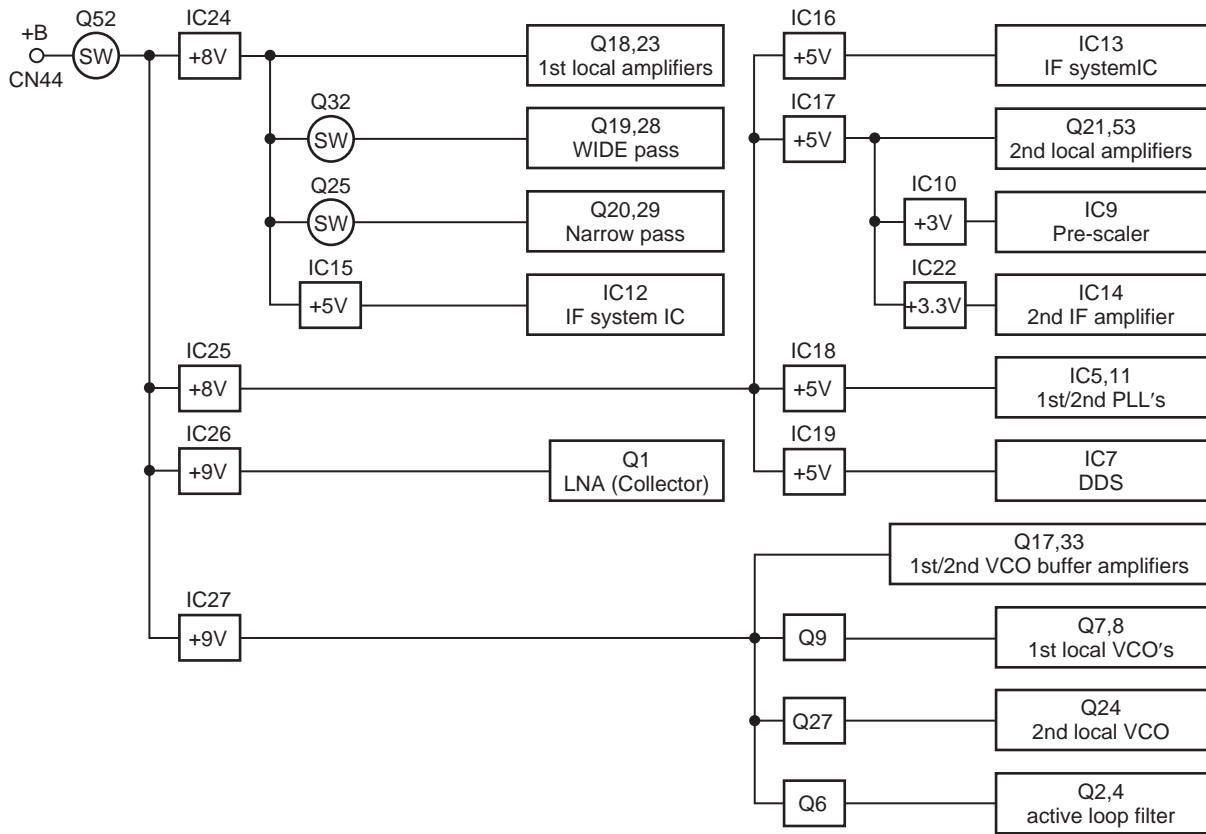 Q52
+B
SW
CN44
IC24
+8V
Q18,23
1st local amplifiers
Q32
SW
Q19,28
WIDE pass
Q25
SW
Q20,29
Narrow pass
IC15
+5V
IC12
IF system IC
IC25
+8V
IC26
+9V
Q1
LNA (Collector)
IC27
+9V
IC16
+5V
IC13
IF systemIC
IC17
+5V
Q21,53
2nd local amplifiers
IC10
+3V
IC9
Pre-scaler
IC22
+3.3V
IC14
2nd IF amplifier
IC18
+5V
IC5,11
1st/2nd PLL's
IC19
+5V
IC7
DDS
Q17,33
1st/2nd VCO buffer amplifiers
Q9
Q7,8
1st local VCO's
Q27
Q24
2nd local VCO
Q6
Q2,4
active loop filter